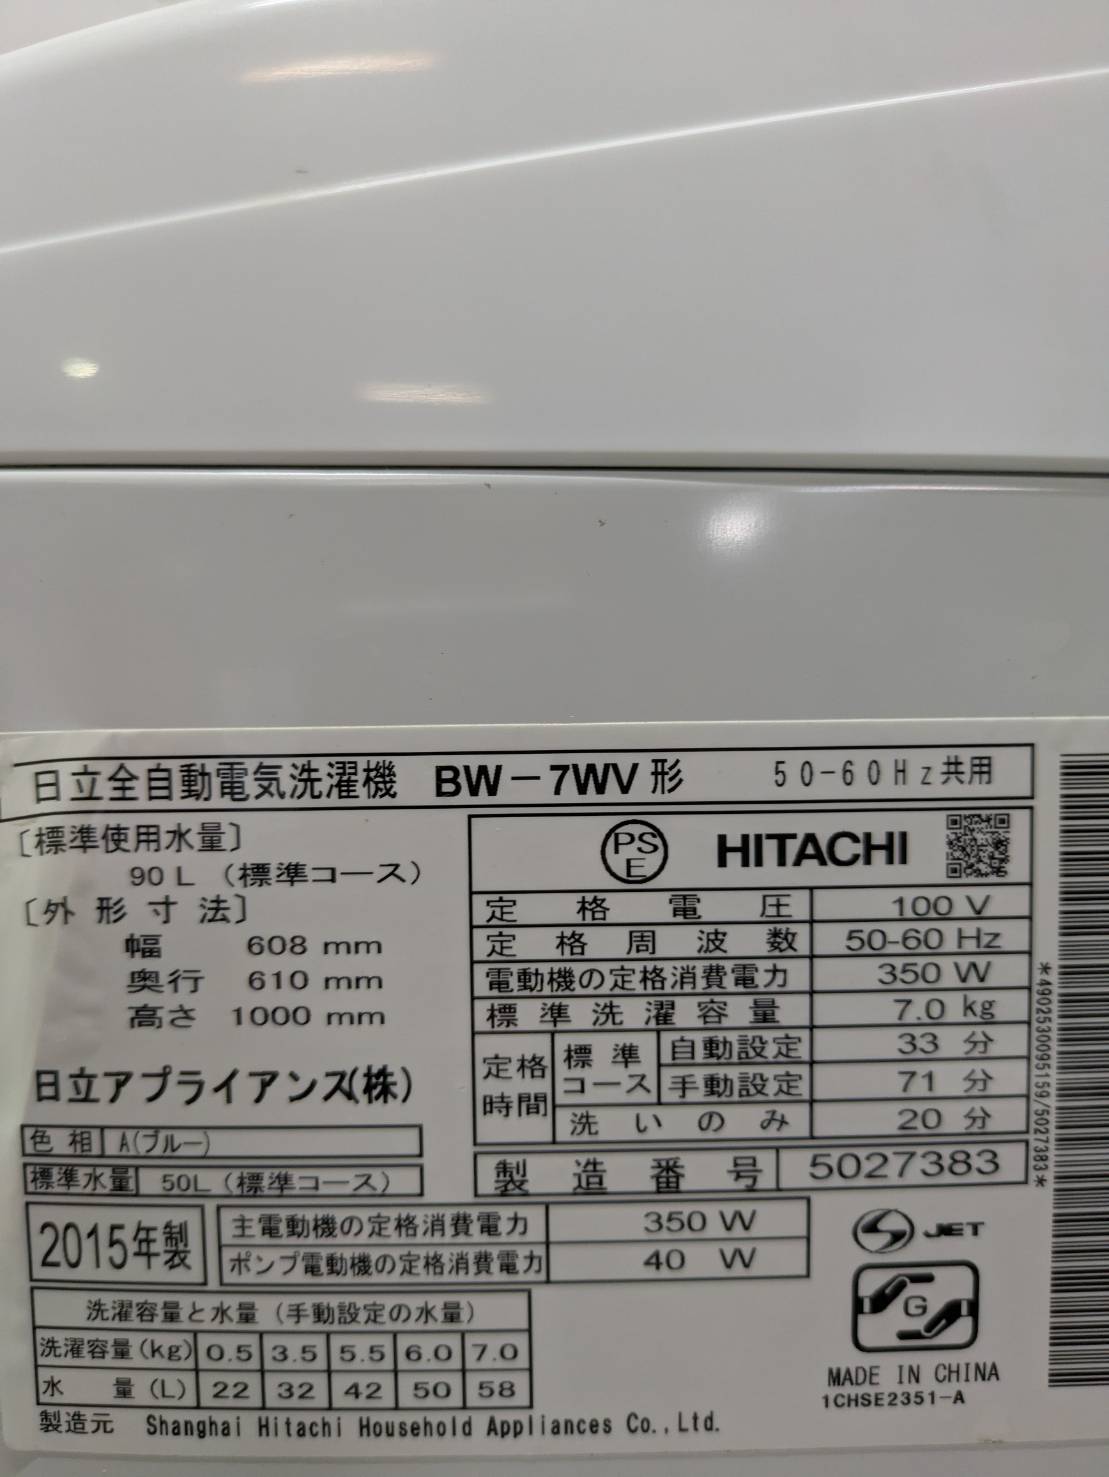 日立全自動電気洗濯機 BW-7WV形 50-60Hz共用
〔標準使用水量〕
90 L (標準コース)
〔外形寸法〕
幅 608 mm
奥行 610 mm
高さ 1000 mm
日立アプライアンス(株)
色相 A(ブルー)
標準水量 50L (標準コース)
PS
E
HITACHI
定格電圧 100 V
定格周波数 50-60 Hz
電動機の定格消費電力 350 W
標準洗濯容量 7.0 kg
定格時間 標準コース 自動設定 33 分
手動設定 71 分
洗いのみ 20 分
製造番号 5027383
*4902530095159/5027383*
2015年製
主電動機の定格消費電力 350 W
ポンプ電動機の定格消費電力 40 W
洗濯容量と水量 (手動設定の水量)
洗濯容量(kg) 0.5 3.5 5.5 6.0 7.0
水量(L) 22 32 42 50 58
製造元 Shanghai Hitachi Household Appliances Co.,Ltd.
S JET
G
MADE IN CHINA
1CHSE2351-A